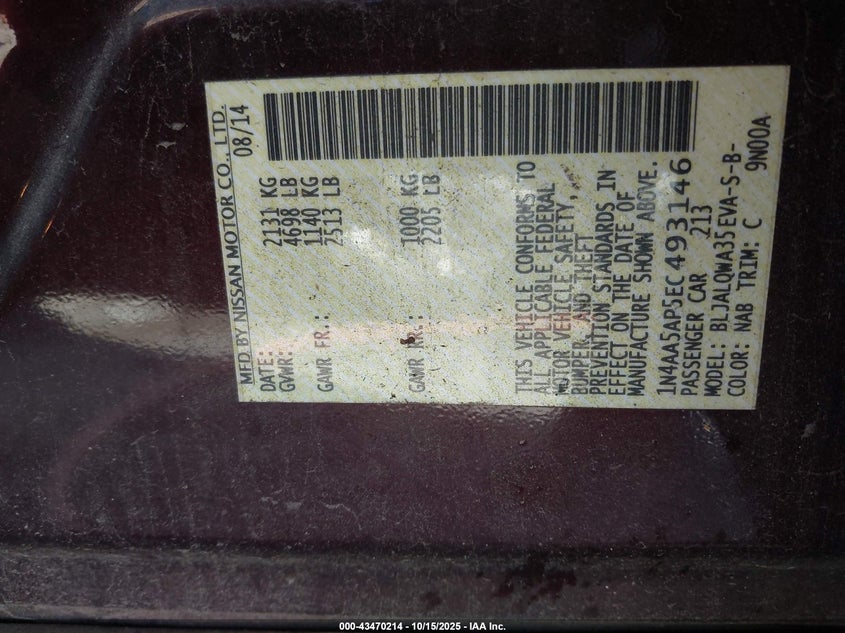 MFD BY NISSAN MOTOR CO., LTD.
DATE: 08/14
GVWR: 2131 KG
4698 LB
GAWR FR.: 1140 KG
2513 LB
GAWR RR.: 1000 KG
2205 LB
THIS VEHICLE CONFORMS TO
ALL APPLICABLE FEDERAL
MOTOR VEHICLE SAFETY,
BUMPER, AND THEFT
PREVENTION STANDARDS IN
EFFECT ON THE DATE OF
MANUFACTURE SHOWN ABOVE.
1N4AA5AP5EC493146
PASSENGER CAR 213
MODEL: BLJALQWA35EVA-S-B-
COLOR: NAB TRIM: C 9N00A
000-43470214 - 10/15/2025 - IAA Inc.